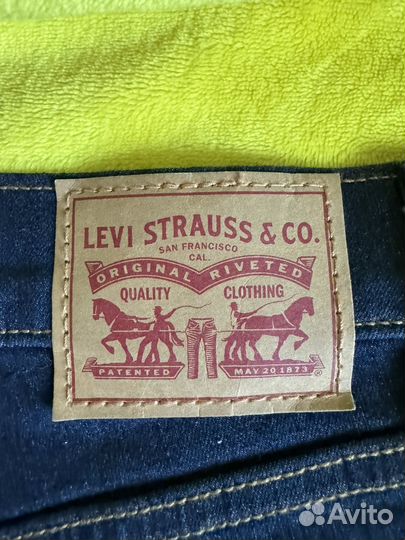 LEVI STRAUSS & CO.
SAN FRANCISCO
CAL.
ORIGINAL RIVETED
QUALITY CLOTHING
PATENTED MAY 20 1873 ®
Avito